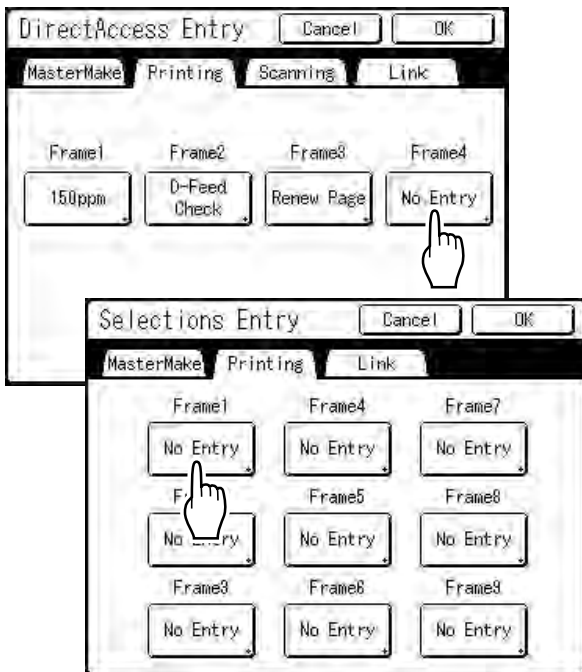 DirectAccess Entry Cancel OK
MasterMake Printing Scanning Link
Frame1 Frame2 Frame3 Frame4
150ppm D-Feed Check Renew Page No Entry
Selections Entry Cancel OK
MasterMake Printing Link
Frame1 Frame4 Frame7
No Entry No Entry No Entry
Frame5 Frame8
No Entry No Entry
Frame3 Frame6 Frame9
No Entry No Entry No Entry